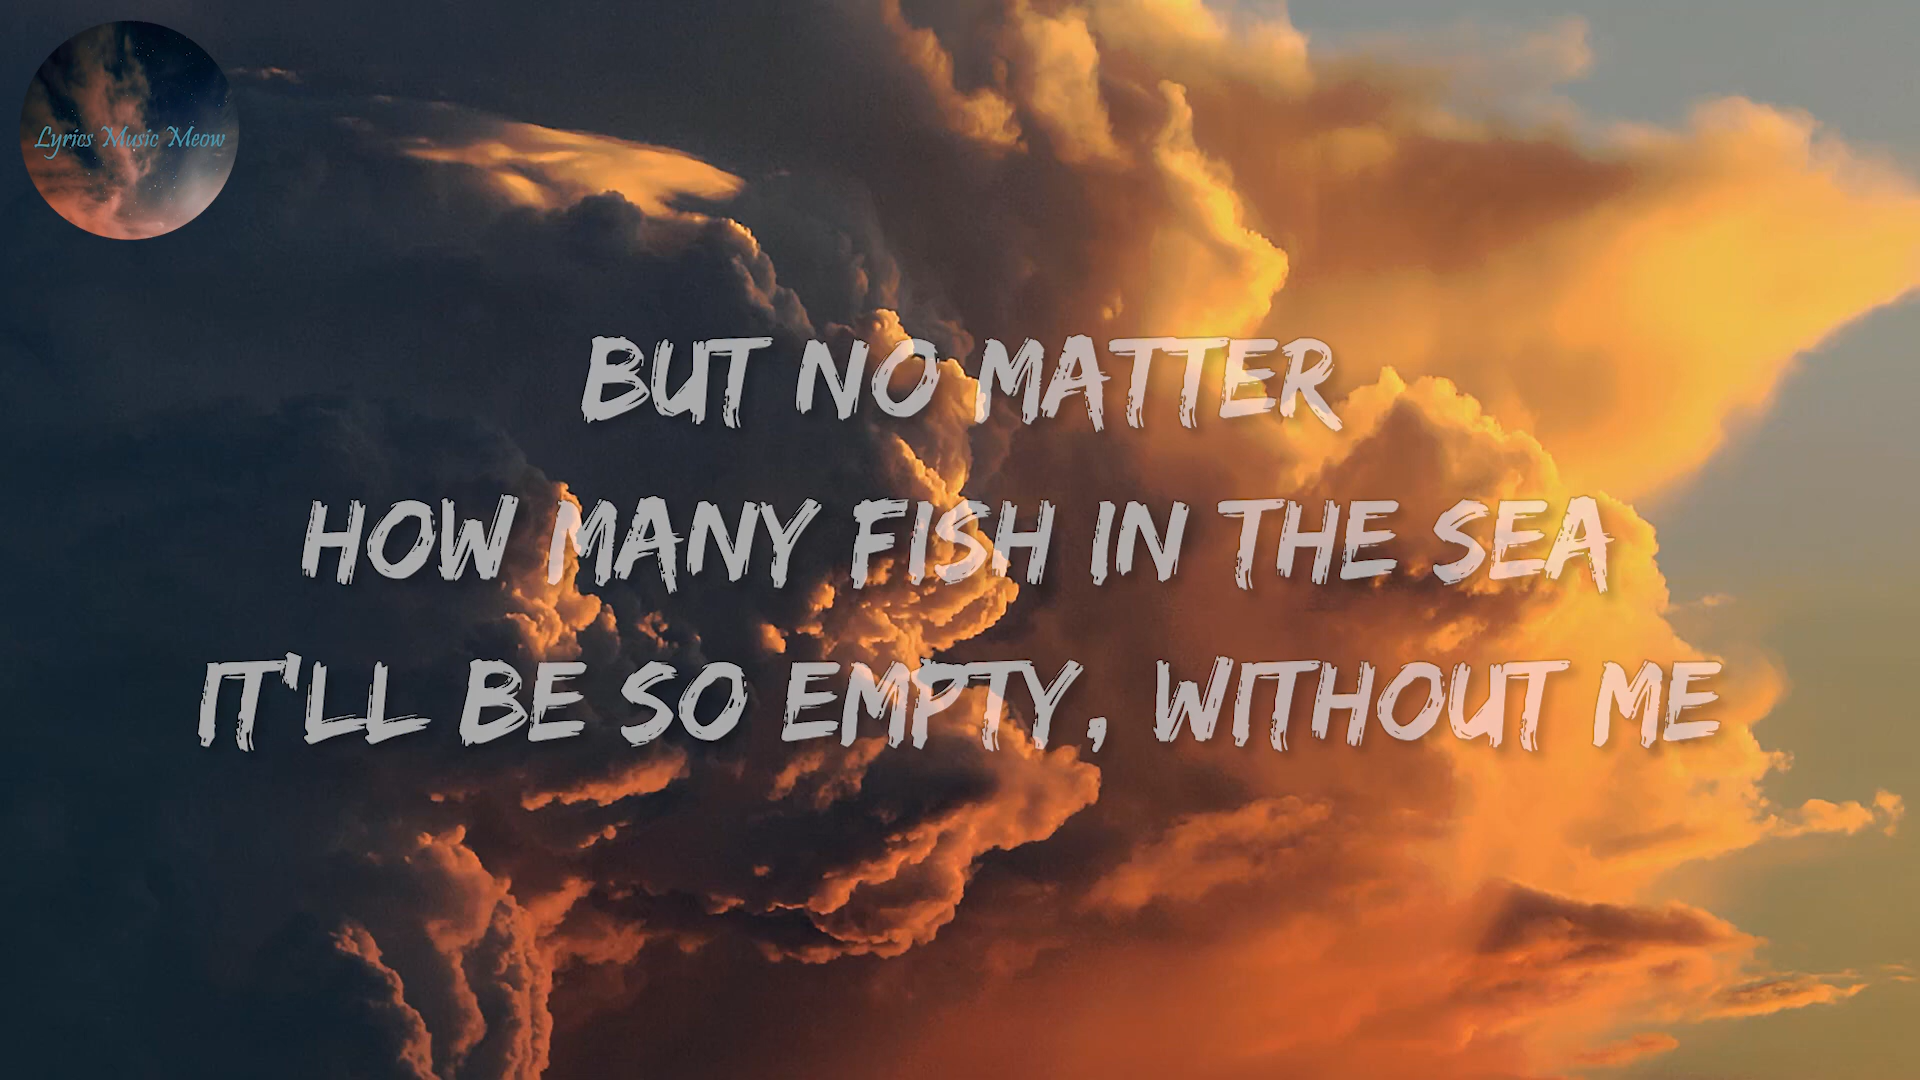 Lyrics Music Meow
BUT NO MATTER
HOW MANY FISH IN THE SEA
IT'LL BE SO EMPTY, WITHOUT ME